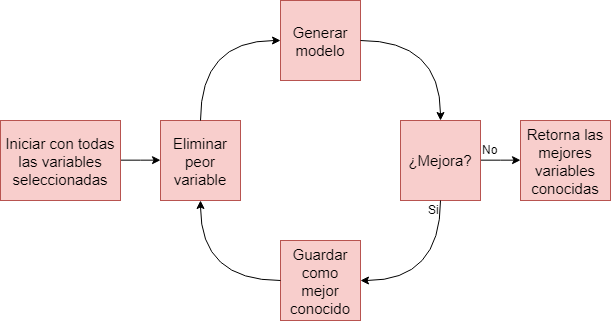 Generar
modelo
Iniciar con todas
las variables
seleccionadas
Eliminar
peor
variable
¿Mejora?
No
Retorna las
mejores
variables
conocidas
Si
Guardar
como
mejor
conocido